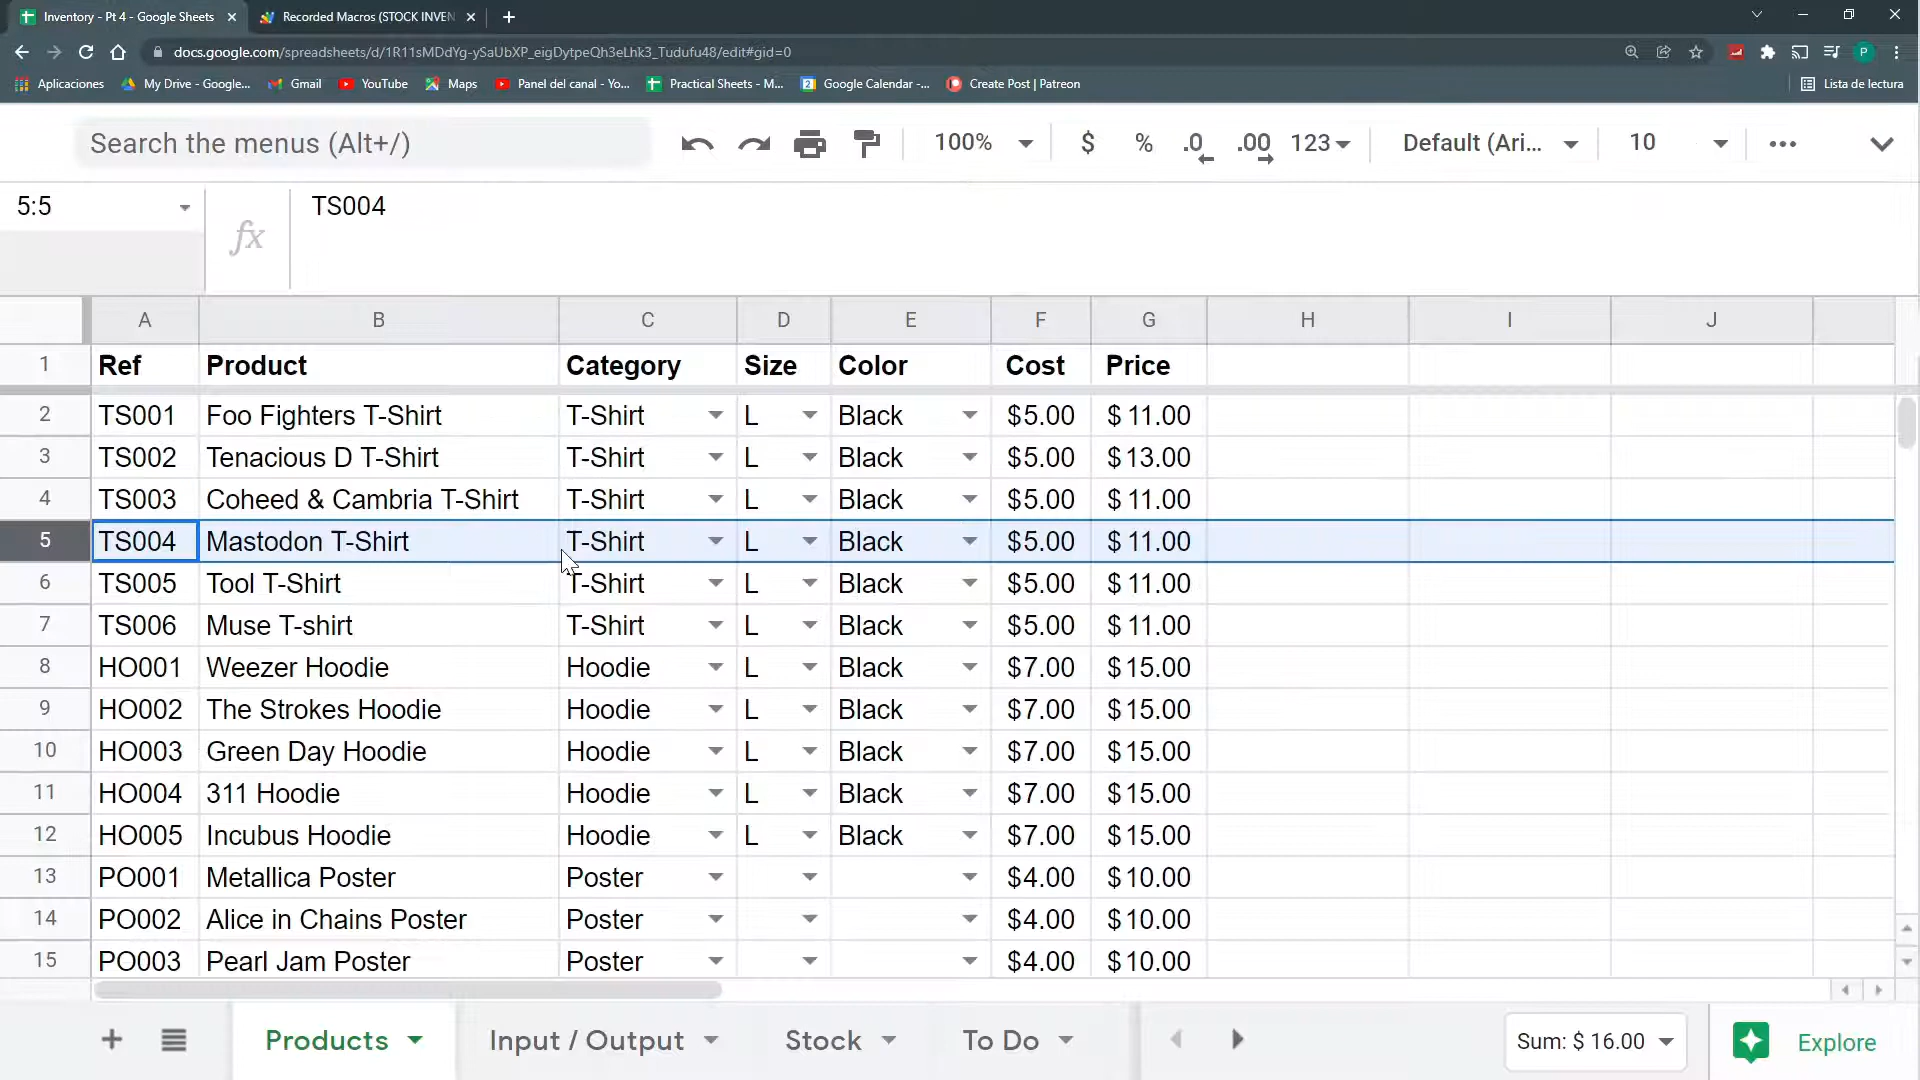 Inventory - Pt 4 - Google Sheets
Recorded Macros (STOCK INVEN
docs.google.com/spreadsheets/d/1R11sMDdYg-ySaUbXP_eigDytpeQh3eLhk3_Tudufu48/edit#gid=0
P
Aplicaciones My Drive - Google... Gmail YouTube Maps Panel del canal - Yo... Practical Sheets - M... Google Calendar -... Create Post | Patreon Lista de lectura
Search the menus (Alt+/) 100% $ % .0 .00 123 Default (Ari... 10
5:5 fx TS004
A B C D E F G H I J
1 Ref Product Category Size Color Cost Price
2 TS001 Foo Fighters T-Shirt T-Shirt L Black $5.00 $ 11.00
3 TS002 Tenacious D T-Shirt T-Shirt L Black $5.00 $13.00
4 TS003 Coheed & Cambria T-Shirt T-Shirt L Black $5.00 $ 11.00
5 TS004 Mastodon T-Shirt T-Shirt L Black $5.00 $ 11.00
6 TS005 Tool T-Shirt T-Shirt L Black $5.00 $ 11.00
7 TS006 Muse T-shirt T-Shirt L Black $5.00 $ 11.00
8 HO001 Weezer Hoodie Hoodie L Black $7.00 $15.00
9 HO002 The Strokes Hoodie Hoodie L Black $7.00 $15.00
10 HO003 Green Day Hoodie Hoodie L Black $7.00 $15.00
11 HO004 311 Hoodie Hoodie L Black $7.00 $15.00
12 HO005 Incubus Hoodie Hoodie L Black $7.00 $15.00
13 PO001 Metallica Poster Poster $4.00 $10.00
14 PO002 Alice in Chains Poster Poster $4.00 $10.00
15 PO003 Pearl Jam Poster Poster $4.00 $10.00
Products Input / Output Stock To Do Sum: $ 16.00 Explore